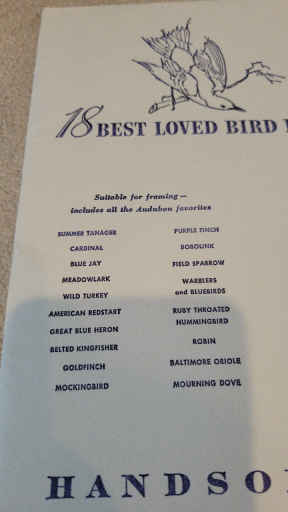 18 BEST LOVED BIRD
Suitable for framing—
includes all the Audubon favorites
SUMMER TANAGER
CARDINAL
BLUE JAY
MEADOWLARK
WILD TURKEY
AMERICAN REDSTART
GREAT BLUE HERON
BELTED KINGFISHER
GOLDFINCH
MOCKINGBIRD
PURPLE FINCH
BOBOLINK
FIELD SPARROW
WARBLERS
and BLUEBIRDS
RUBY THROATED
HUMMINGBIRD
ROBIN
BALTIMORE ORIOLE
MOURNING DOVE
HANDSO